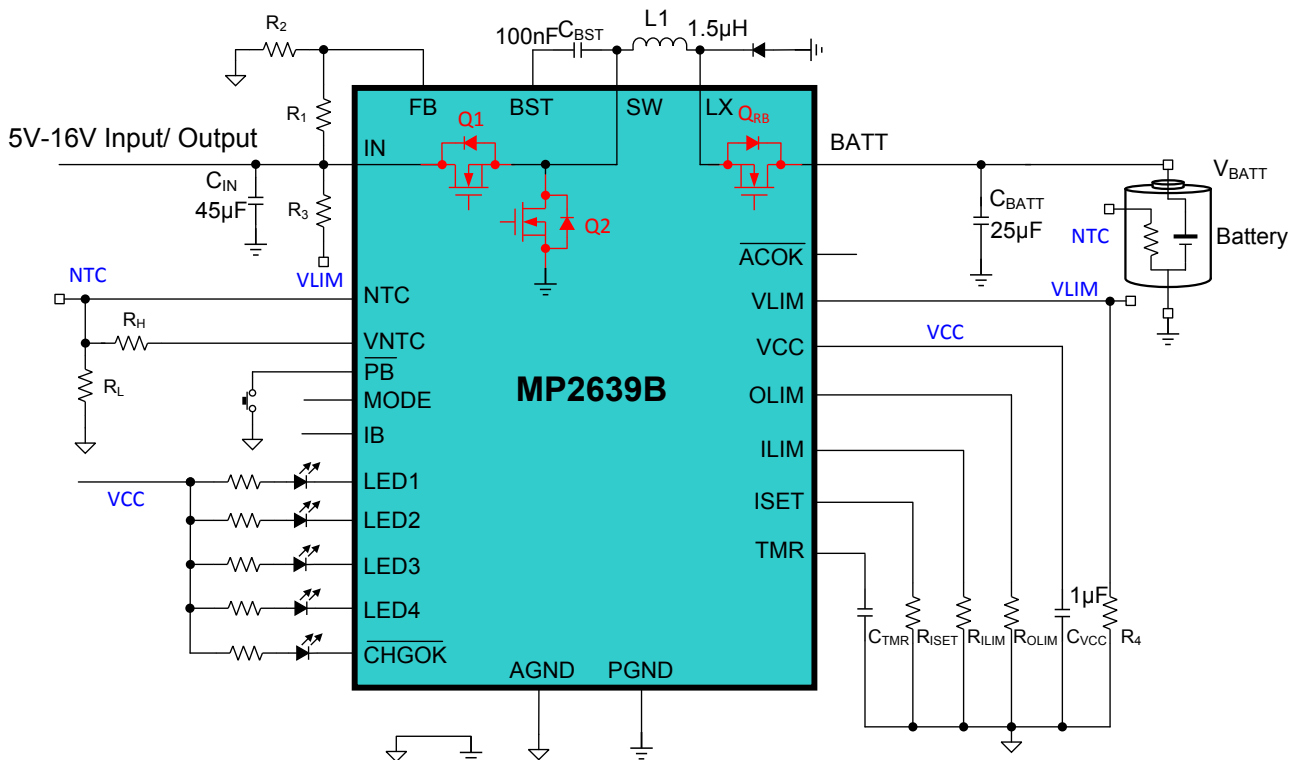 R2
100nF
CBST
L1
1.5µH
R1
FB
BST
SW
LX
5V-16V Input/ Output
IN
Q1
QRB
BATT
VBATT
CIN
45µF
R3
Q2
CBATT
25µF
NTC
Battery
VLIM
ACOK
NTC
NTC
VLIM
VLIM
RH
VNTC
VCC
VCC
RL
PB
MODE
MP2639B
OLIM
IB
ILIM
VCC
LED1
ISET
LED2
TMR
LED3
LED4
1µF
CTMR
RISET
RILIM
ROLIM
CVCC
R4
CHGOK
AGND
PGND